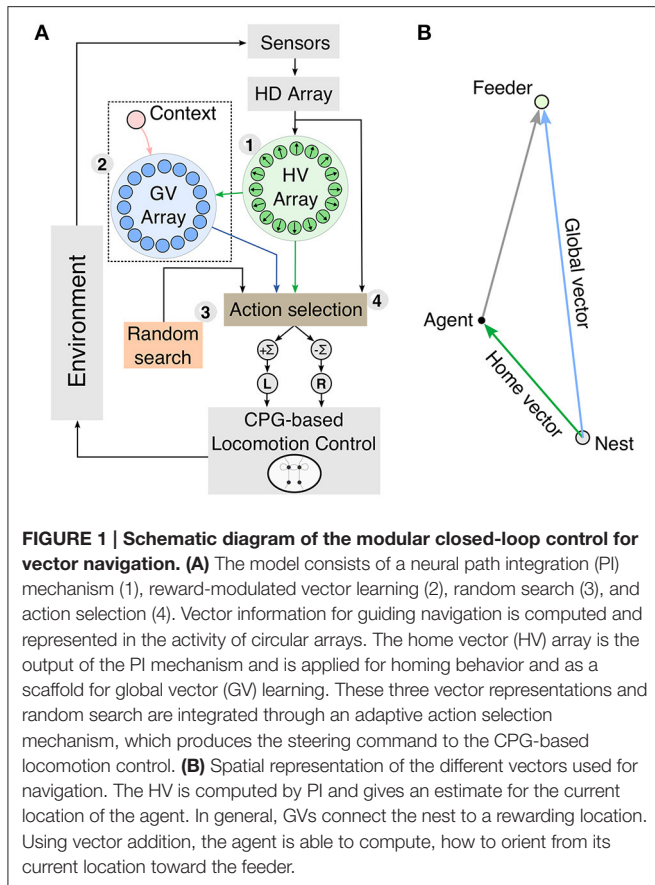 A
B
Sensors
HD Array
Context
1
2
GV
Array
HV
Array
Environment
3
Action selection
4
Random
search
+Σ
-Σ
L
R
CPG-based
Locomotion Control
Feeder
Global vector
Agent
Home vector
Nest
FIGURE 1 | Schematic diagram of the modular closed-loop control for
vector navigation. (A) The model consists of a neural path integration (PI)
mechanism (1), reward-modulated vector learning (2), random search (3), and
action selection (4). Vector information for guiding navigation is computed and
represented in the activity of circular arrays. The home vector (HV) array is the
output of the PI mechanism and is applied for homing behavior and as a
scaffold for global vector (GV) learning. These three vector representations and
random search are integrated through an adaptive action selection
mechanism, which produces the steering command to the CPG-based
locomotion control. (B) Spatial representation of the different vectors used for
navigation. The HV is computed by PI and gives an estimate for the current
location of the agent. In general, GVs connect the nest to a rewarding location.
Using vector addition, the agent is able to compute, how to orient from its
current location toward the feeder.